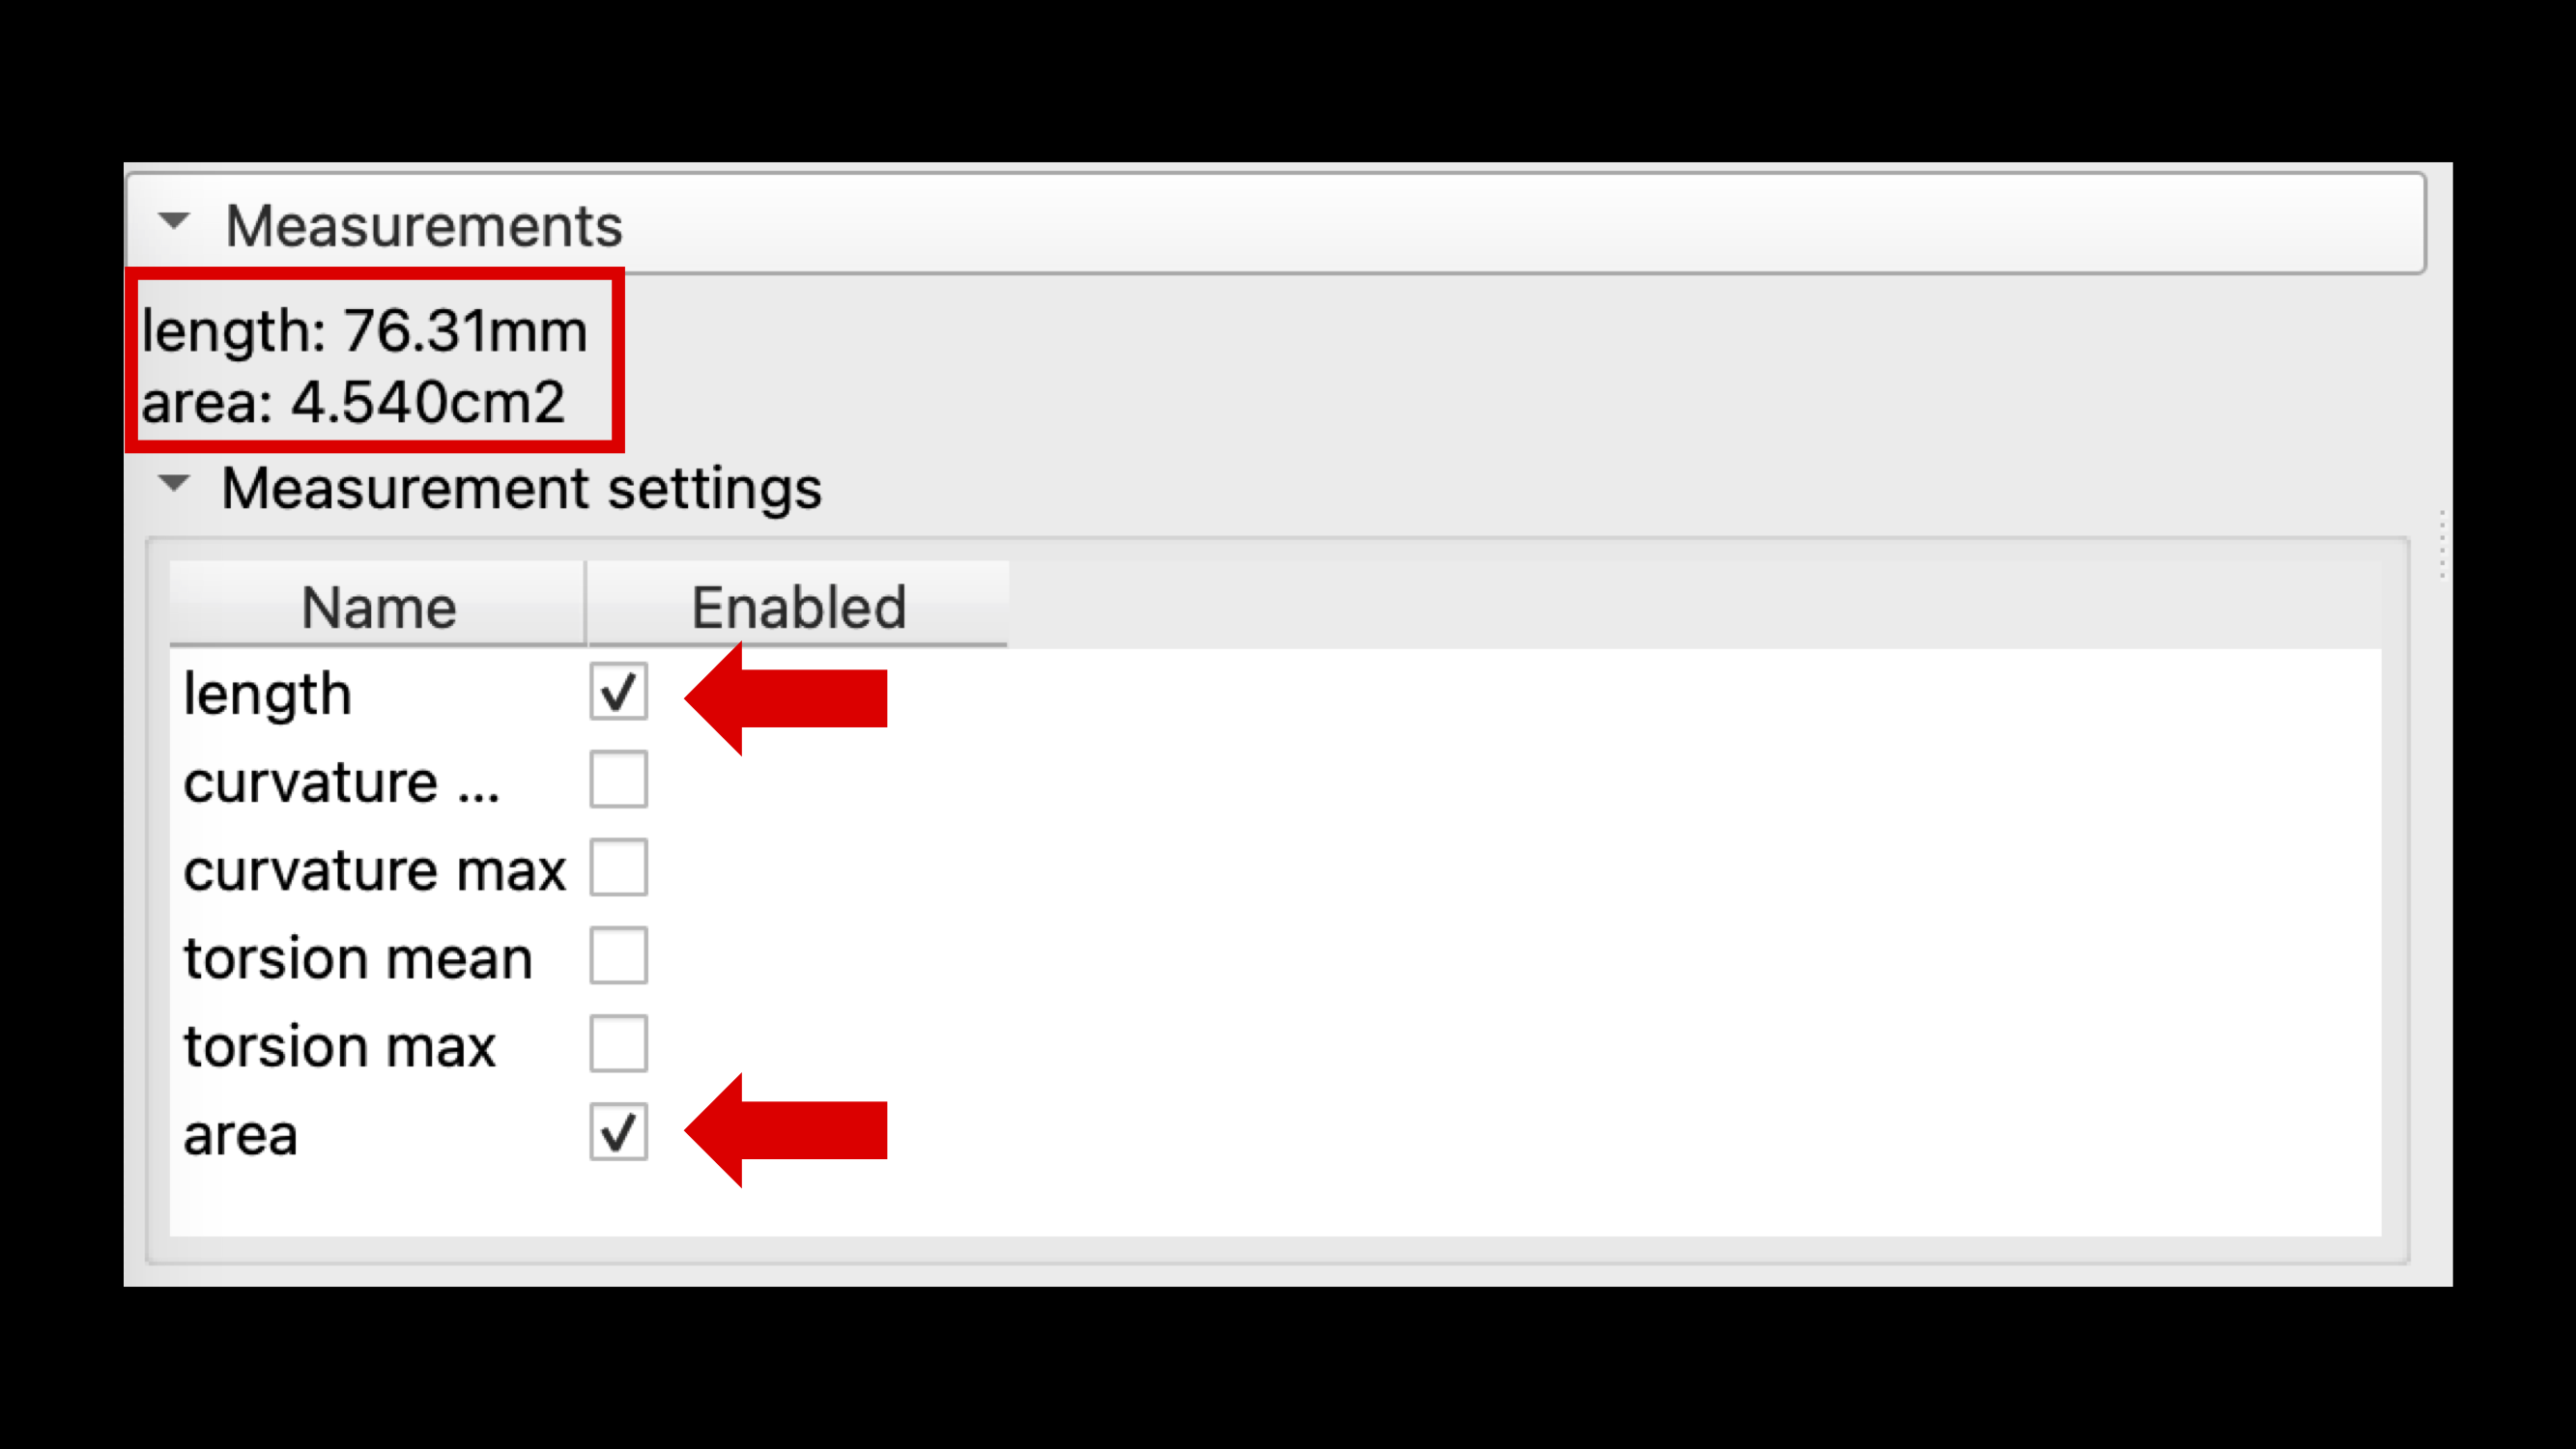 Measurements
length: 76.31mm
area: 4.540cm2
Measurement settings
Name Enabled
length
curvature ...
curvature max
torsion mean
torsion max
area